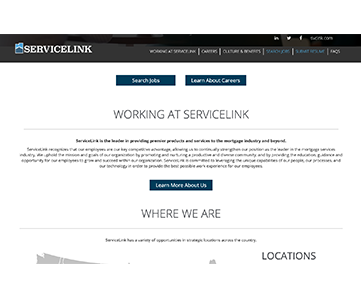 svclink.com
SERVICELINK
WORKING AT SERVICELINK | CAREERS | CULTURE & BENEFITS | SEARCH JOBS | SUBMIT RESUME | FAQS
Search Jobs Learn About Careers
WORKING AT SERVICELINK
ServiceLink is the leader in providing premier products and services to the mortgage industry and beyond.
ServiceLink recognizes that our employees are our key competitive advantage, allowing us to continually strengthen our position as the leader in the mortgage services
industry. We uphold the mission and goals of our organization by promoting and nurturing a productive and diverse community and by providing the education, guidance and
opportunity for our employees to grow and succeed within our organization. ServiceLink is committed to leveraging the unique capabilities of our people, our processes, and
our technology in order to provide the best possible work experience for our employees.
Learn More About Us
WHERE WE ARE
ServiceLink has a variety of opportunities in strategic locations across the country.
LOCATIONS